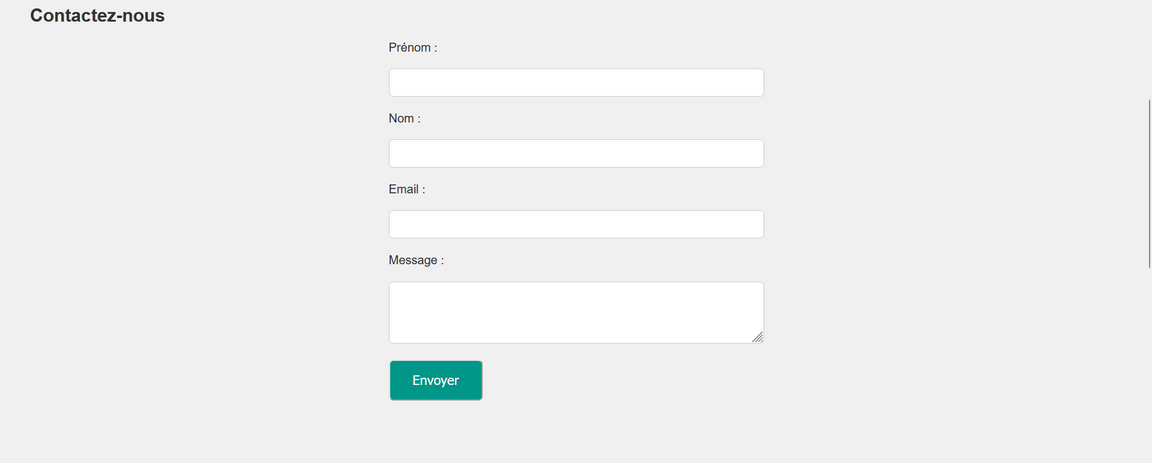 Contactez-nous
Prénom :
Nom :
Email :
Message :
Envoyer